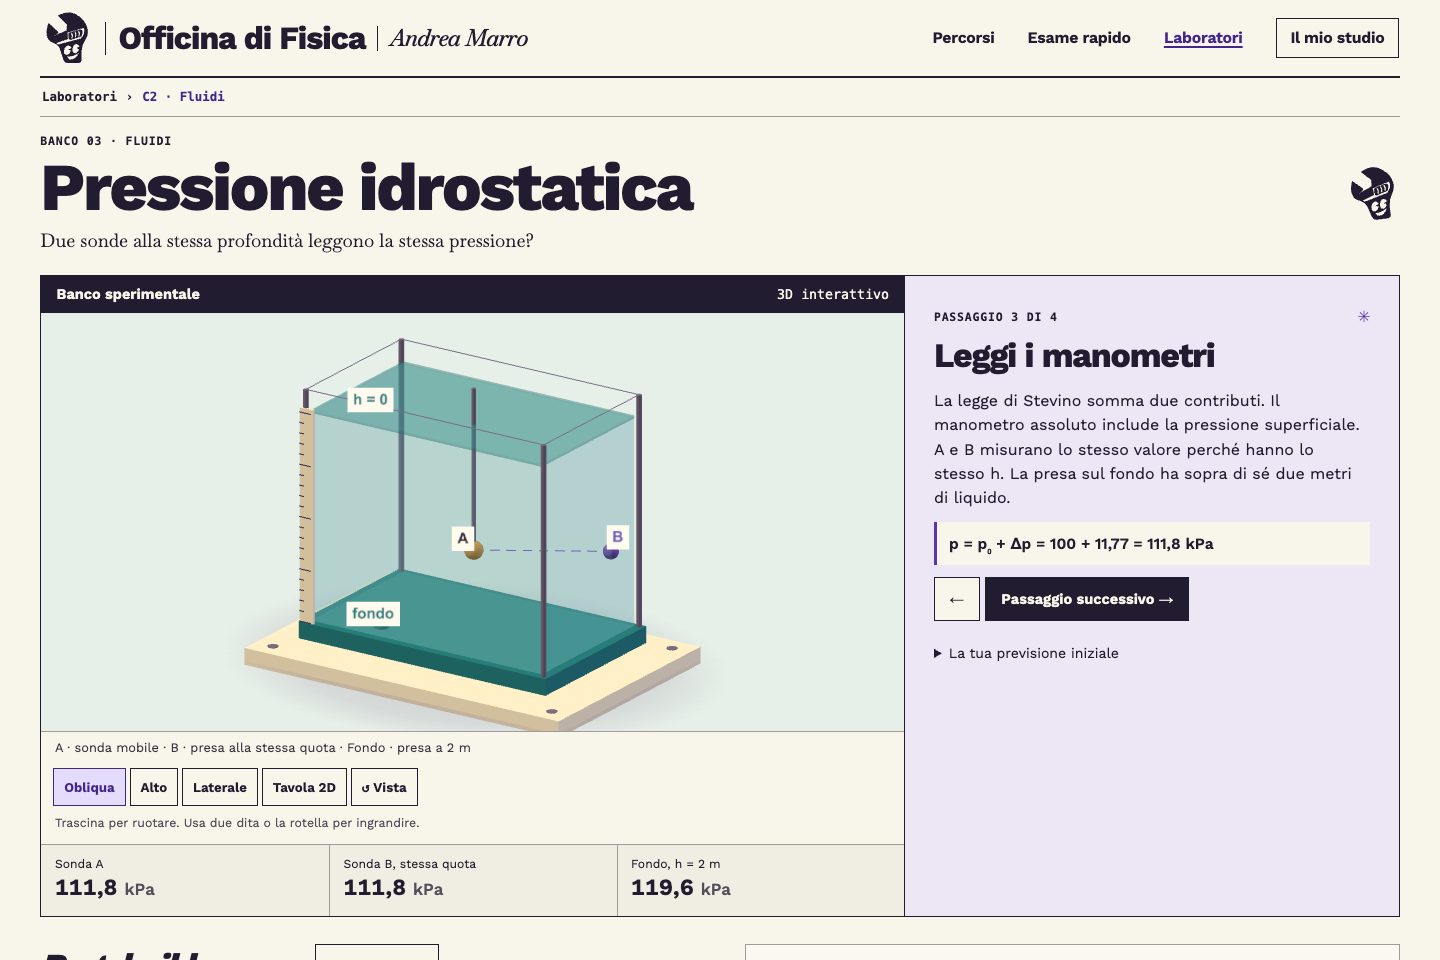 Officina di Fisica
Andrea Marro
Percorsi
Esame rapido
Laboratori
Il mio studio
Laboratori › C2 · Fluidi
BANCO 03 · FLUIDI
Pressione idrostatica
Due sonde alla stessa profondità leggono la stessa pressione?
Banco sperimentale
3D interattivo
h = 0
A
B
fondo
A · sonda mobile · B · presa alla stessa quota · Fondo · presa a 2 m
Obliqua
Alto
Laterale
Tavola 2D
↺ Vista
Trascina per ruotare. Usa due dita o la rotella per ingrandire.
Sonda A
111,8 kPa
Sonda B, stessa quota
111,8 kPa
Fondo, h = 2 m
119,6 kPa
PASSAGGIO 3 DI 4
Leggi i manometri
La legge di Stevino somma due contributi. Il
manometro assoluto include la pressione superficiale.
A e B misurano lo stesso valore perché hanno lo
stesso h. La presa sul fondo ha sopra di sé due metri
di liquido.
p = p₀ + Δp = 100 + 11,77 = 111,8 kPa
←
Passaggio successivo →
▶ La tua previsione iniziale